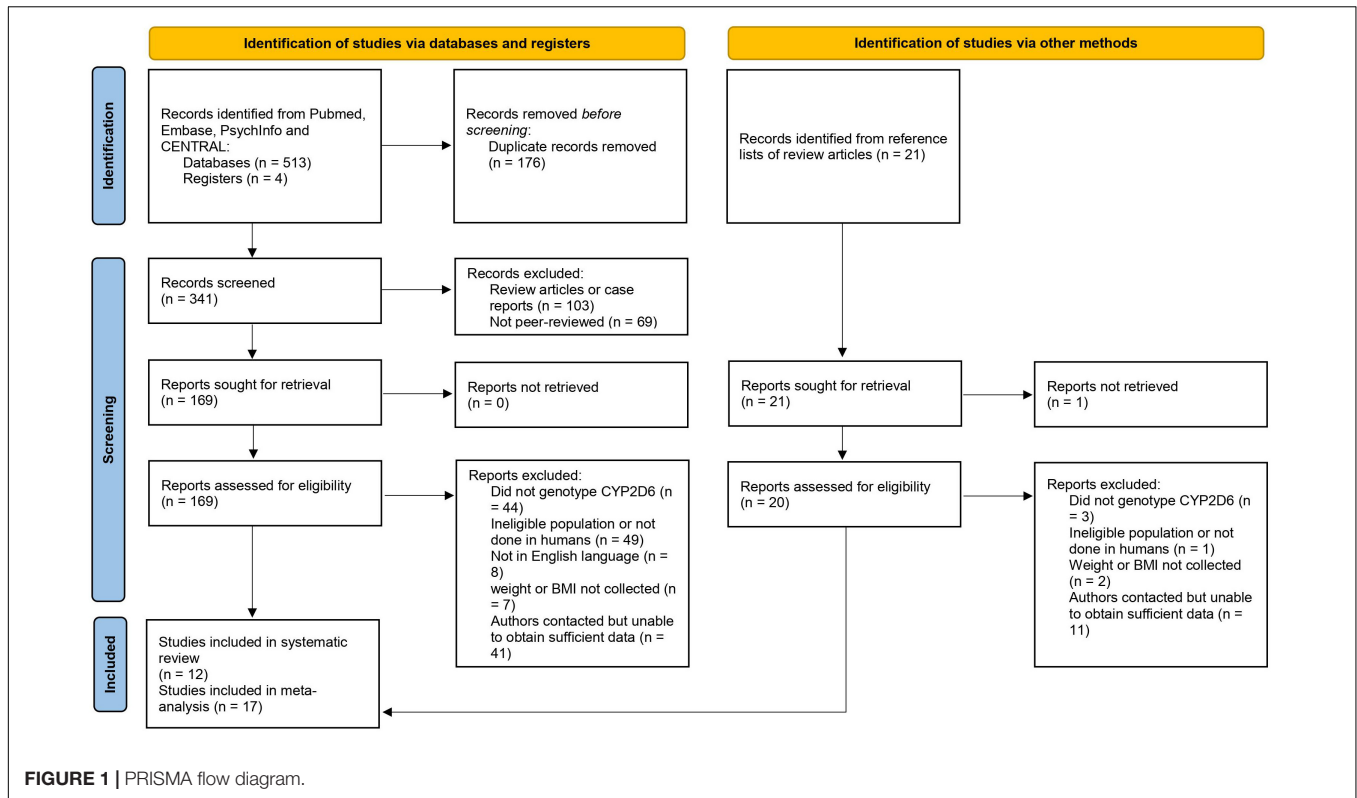 Identification of studies via databases and registers
Identification of studies via other methods
Identification
Records identified from Pubmed,
Embase, PsychInfo and
CENTRAL:
Databases (n = 513)
Registers (n = 4)
Records removed before
screening:
Duplicate records removed
(n = 176)
Records identified from reference
lists of review articles (n = 21)
Screening
Records screened
(n = 341)
Records excluded:
Review articles or case
reports (n = 103)
Not peer-reviewed (n = 69)
Reports sought for retrieval
(n = 169)
Reports not retrieved
(n = 0)
Reports sought for retrieval
(n = 21)
Reports not retrieved
(n = 1)
Reports assessed for eligibility
(n = 169)
Reports excluded:
Did not genotype CYP2D6 (n
= 44)
Ineligible population or not
done in humans (n = 49)
Not in English language (n =
8)
weight or BMI not collected (n
= 7)
Authors contacted but unable
to obtain sufficient data (n =
41)
Reports assessed for eligibility
(n = 20)
Reports excluded:
Did not genotype CYP2D6 (n
= 3)
Ineligible population or not
done in humans (n = 1)
Weight or BMI not collected
(n = 2)
Authors contacted but unable
to obtain sufficient data (n =
11)
Included
Studies included in systematic
review
(n = 12)
Studies included in meta-
analysis (n = 17)
FIGURE 1 | PRISMA flow diagram.